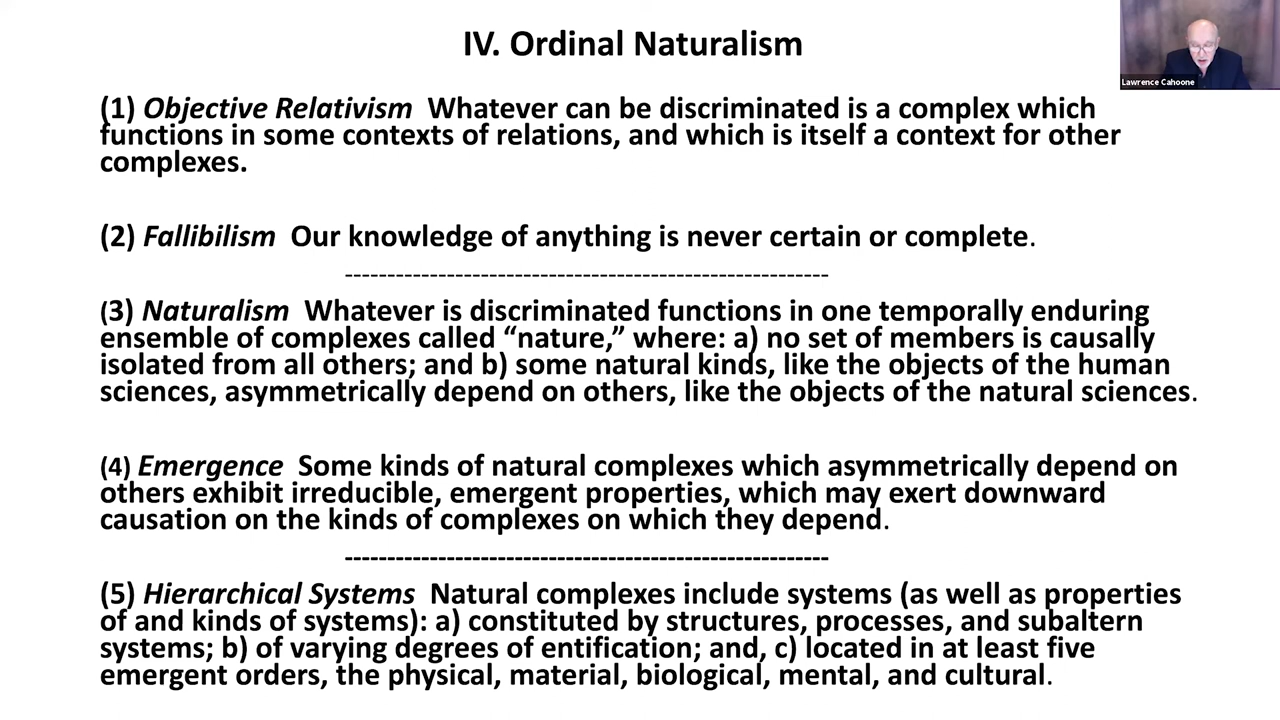 IV. Ordinal Naturalism
Lawrence Cahoone
(1) Objective Relativism  Whatever can be discriminated is a complex which
functions in some contexts of relations, and which is itself a context for other
complexes.
(2) Fallibilism  Our knowledge of anything is never certain or complete.
---------------------------------------------------------
(3) Naturalism  Whatever is discriminated functions in one temporally enduring
ensemble of complexes called “nature,” where: a) no set of members is causally
isolated from all others; and b) some natural kinds, like the objects of the human
sciences, asymmetrically depend on others, like the objects of the natural sciences.
(4) Emergence  Some kinds of natural complexes which asymmetrically depend on
others exhibit irreducible, emergent properties, which may exert downward
causation on the kinds of complexes on which they depend.
---------------------------------------------------------
(5) Hierarchical Systems  Natural complexes include systems (as well as properties
of and kinds of systems): a) constituted by structures, processes, and subaltern
systems; b) of varying degrees of entification; and, c) located in at least five
emergent orders, the physical, material, biological, mental, and cultural.